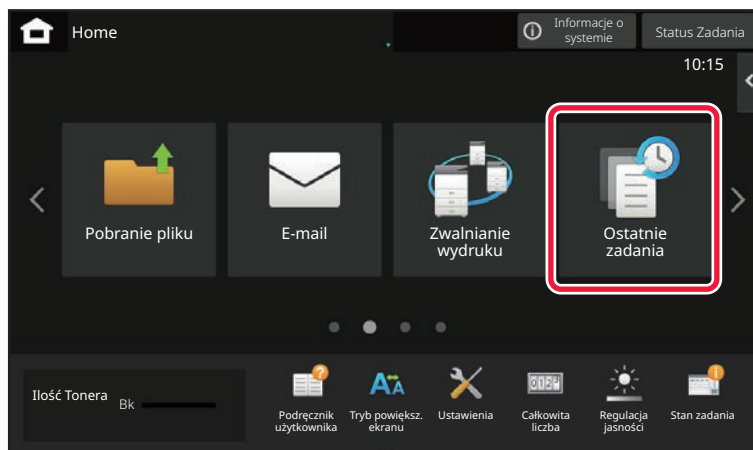 Home
Informacje o
systemie
Status Zadania
10:15
Pobranie pliku
E-mail
Zwalnianie
wydruku
Ostatnie
zadania
Ilość Tonera
Bk
Podręcznik
użytkownika
Tryb powiększ.
ekranu
Ustawienia
Całkowita
liczba
Regulacja
jasności
Stan zadania